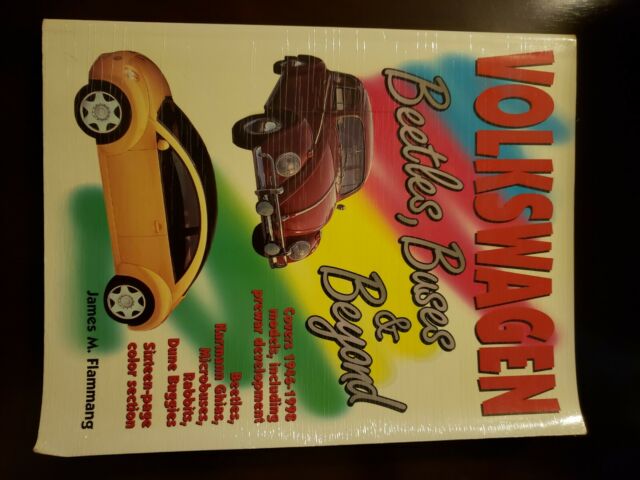 VOLKSWAGEN
Beetles, Buses
& Beyond
Covers 1946-1998
models, including
prewar development
Beetles,
Karmann Ghias,
Microbuses,
Rabbits,
Dune Buggies
Sixteen-page
color section
James M. Flammang